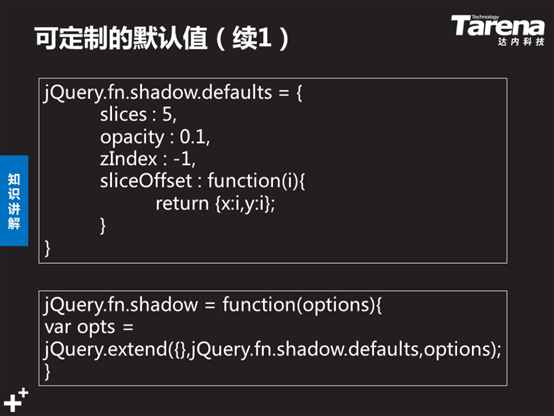 可定制的默认值（续1）
Technology
Tarena
达内科技
jQuery.fn.shadow.defaults = {
slices : 5,
opacity : 0.1,
zIndex : -1,
sliceOffset : function(i){
return {x:i,y:i};
}
}
知识讲解
jQuery.fn.shadow = function(options){
var opts =
jQuery.extend({},jQuery.fn.shadow.defaults,options);
}